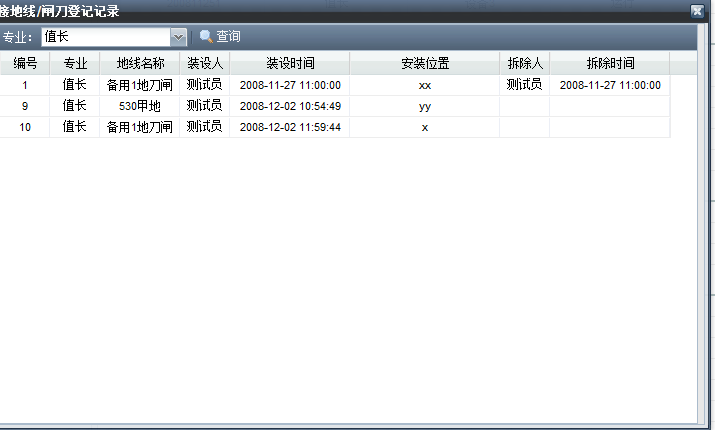 接地线/闸刀登记记录
专业： 值长 查询
编号 专业 地线名称 装设人 装设时间 安装位置 拆除人 拆除时间
1 值长 备用1地刀闸 测试员 2008-11-27 11:00:00 xx 测试员 2008-11-27 11:00:00
9 值长 530甲地 测试员 2008-12-02 10:54:49 yy
10 值长 备用1地刀闸 测试员 2008-12-02 11:59:44 x